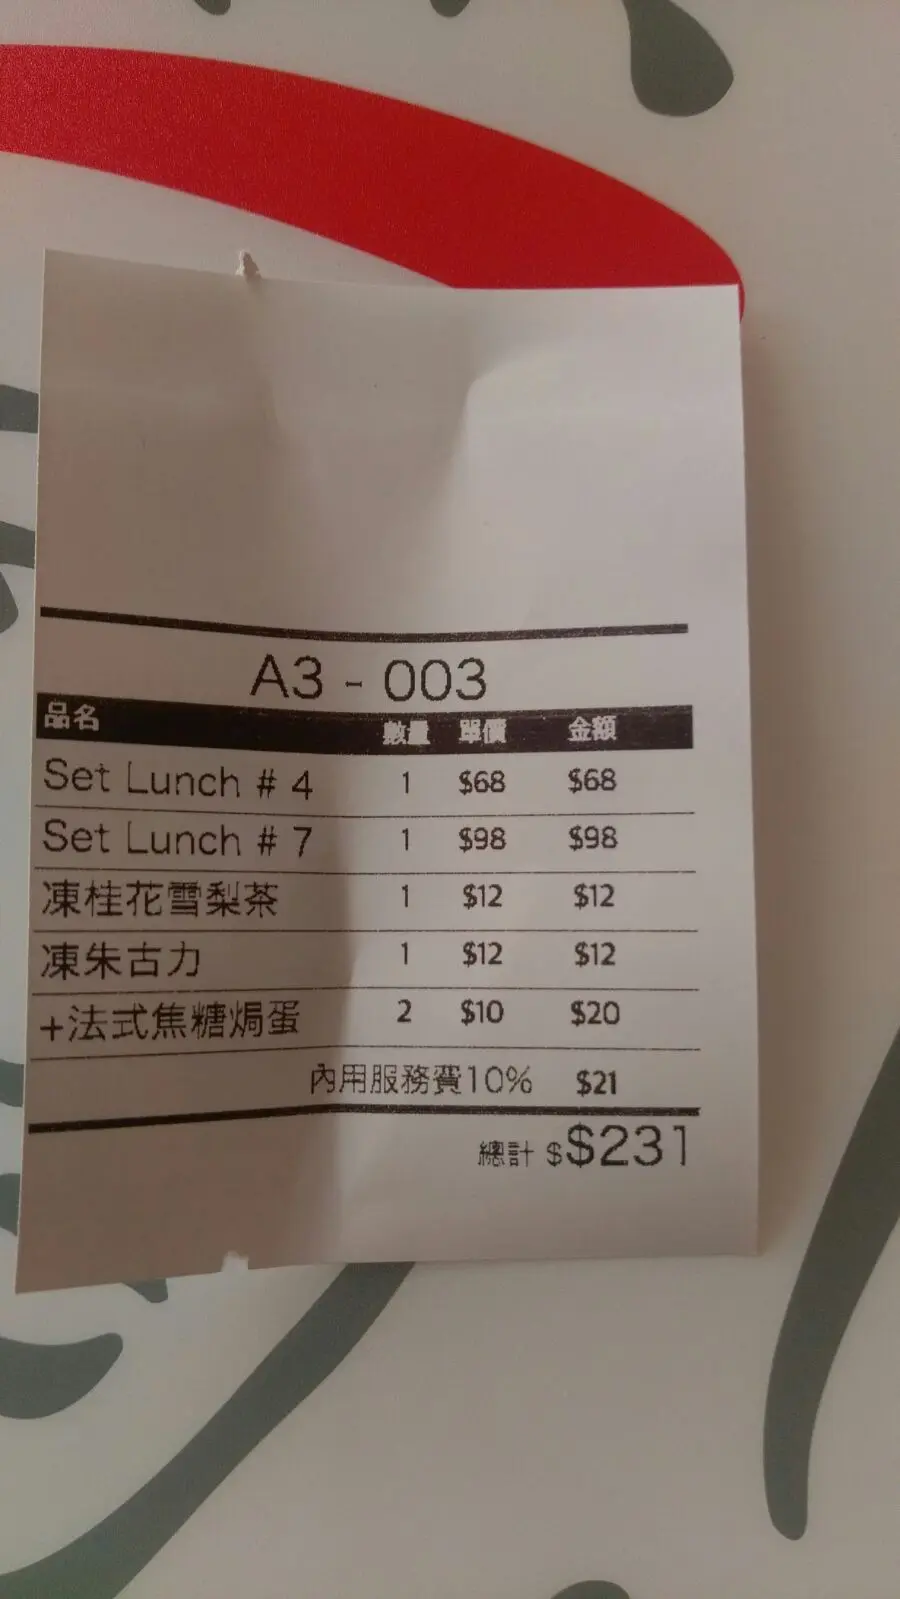 A3 - 003
品名 數量 單價 金額
Set Lunch # 4 1 $68 $68
Set Lunch # 7 1 $98 $98
凍桂花雪梨茶 1 $12 $12
凍朱古力 1 $12 $12
+法式焦糖焗蛋 2 $10 $20
內用服務費10% $21
總計 $$231